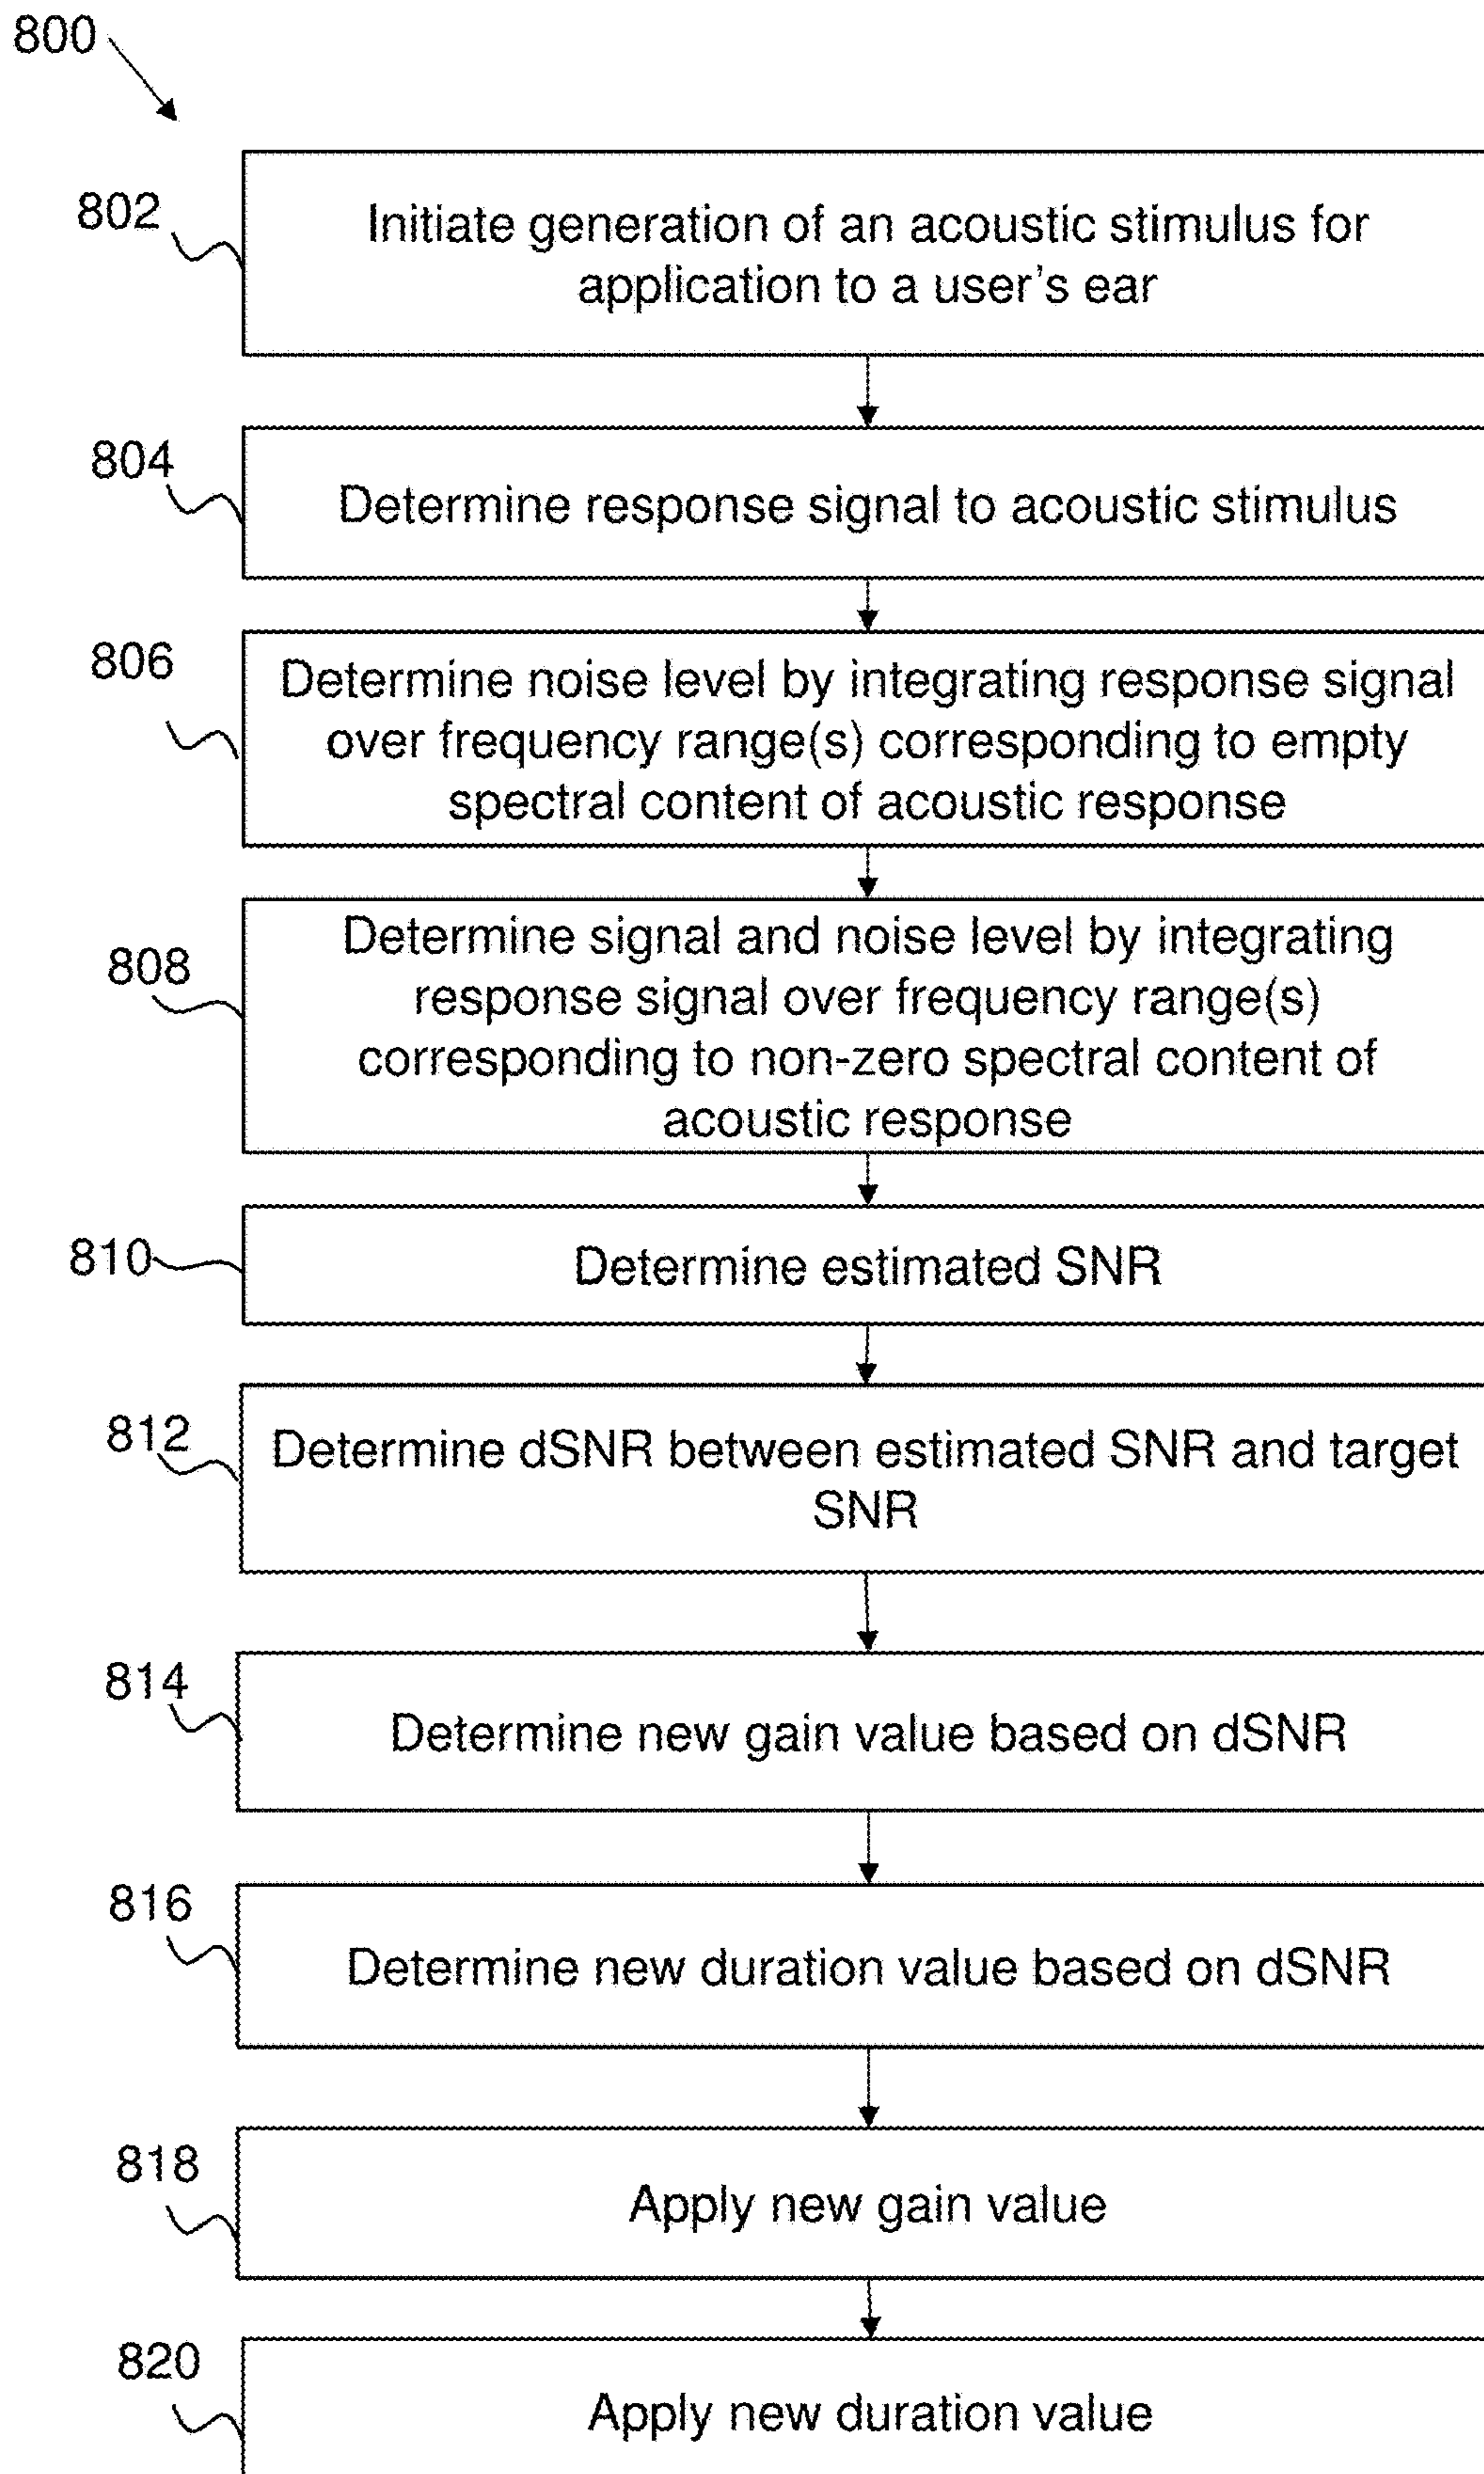 800
802
Initiate generation of an acoustic stimulus for
application to a user's ear
804
Determine response signal to acoustic stimulus
806
Determine noise level by integrating response signal
over frequency range(s) corresponding to empty
spectral content of acoustic response
808
Determine signal and noise level by integrating
response signal over frequency range(s)
corresponding to non-zero spectral content of
acoustic response
810
Determine estimated SNR
812
Determine dSNR between estimated SNR and target
SNR
814
Determine new gain value based on dSNR
816
Determine new duration value based on dSNR
818
Apply new gain value
820
Apply new duration value